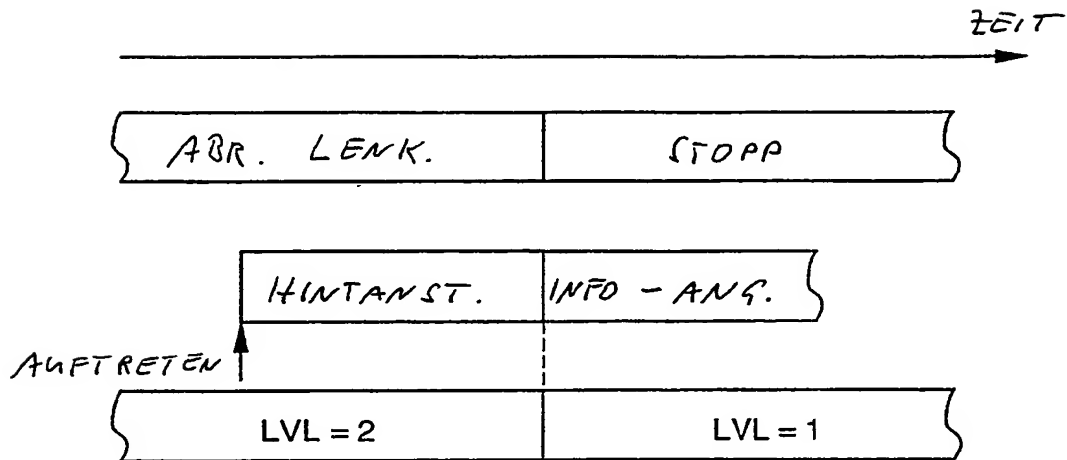 ZEIT
ABR. LENK. STOPP
HINTANST. INFO - ANG.
AUFTRETEN
LVL = 2 LVL = 1